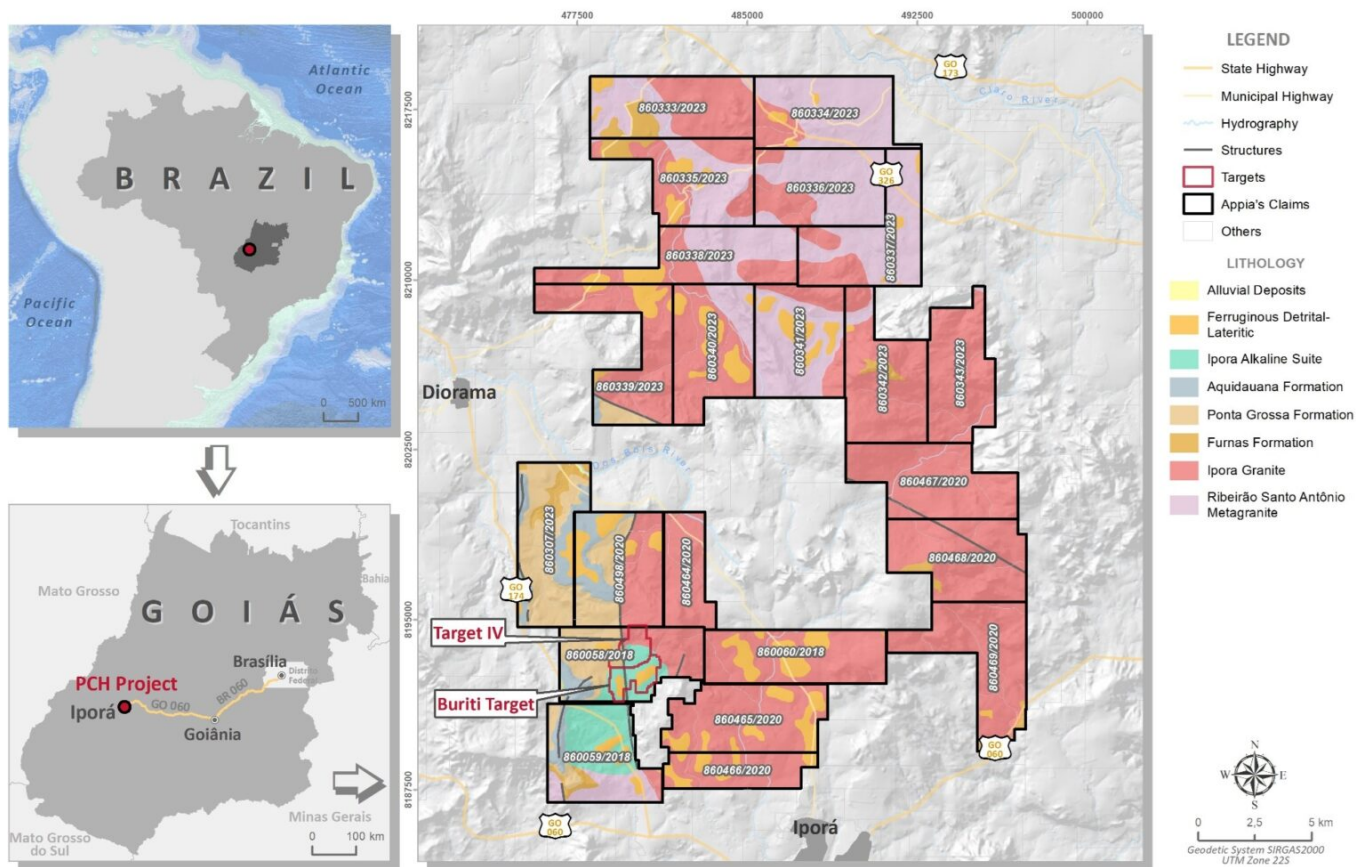 Atlantic
Ocean
BRAZIL
Pacific
Ocean
0 500 km
Tocantins
Mato Grosso
Bahia
GOIÁS
Brasília
Distrito
Federal
PCH Project
BR 060
GO 060
Iporá
Goiânia
Minas Gerais
Mato Grosso
do Sul
0 100 km
477500 485000 492500 500000
8217500
8210000
8202500
8195000
8187500
GO
173
Claro River
860333/2023
860334/2023
860335/2023
860336/2023
GO
326
860337/2023
860338/2023
860339/2023
860340/2023
860341/2023
860342/2023
860343/2023
Diorama
Dos Bois River
860467/2020
860307/2023
860498/2020
860464/2020
860468/2020
GO
174
Target IV
860058/2018
860060/2018
860469/2020
Buriti Target
860465/2020
860059/2018
860466/2020
GO
060
GO
060
Iporá
LEGEND
State Highway
Municipal Highway
Hydrography
Structures
Targets
Appia's Claims
Others
LITHOLOGY
Alluvial Deposits
Ferruginous Detrital-
Lateritic
Ipora Alkaline Suite
Aquidauana Formation
Ponta Grossa Formation
Furnas Formation
Ipora Granite
Ribeirão Santo Antônio
Metagranite
N
W E
S
0 2,5 5 km
Geodetic System SIRGAS2000
UTM Zone 22S